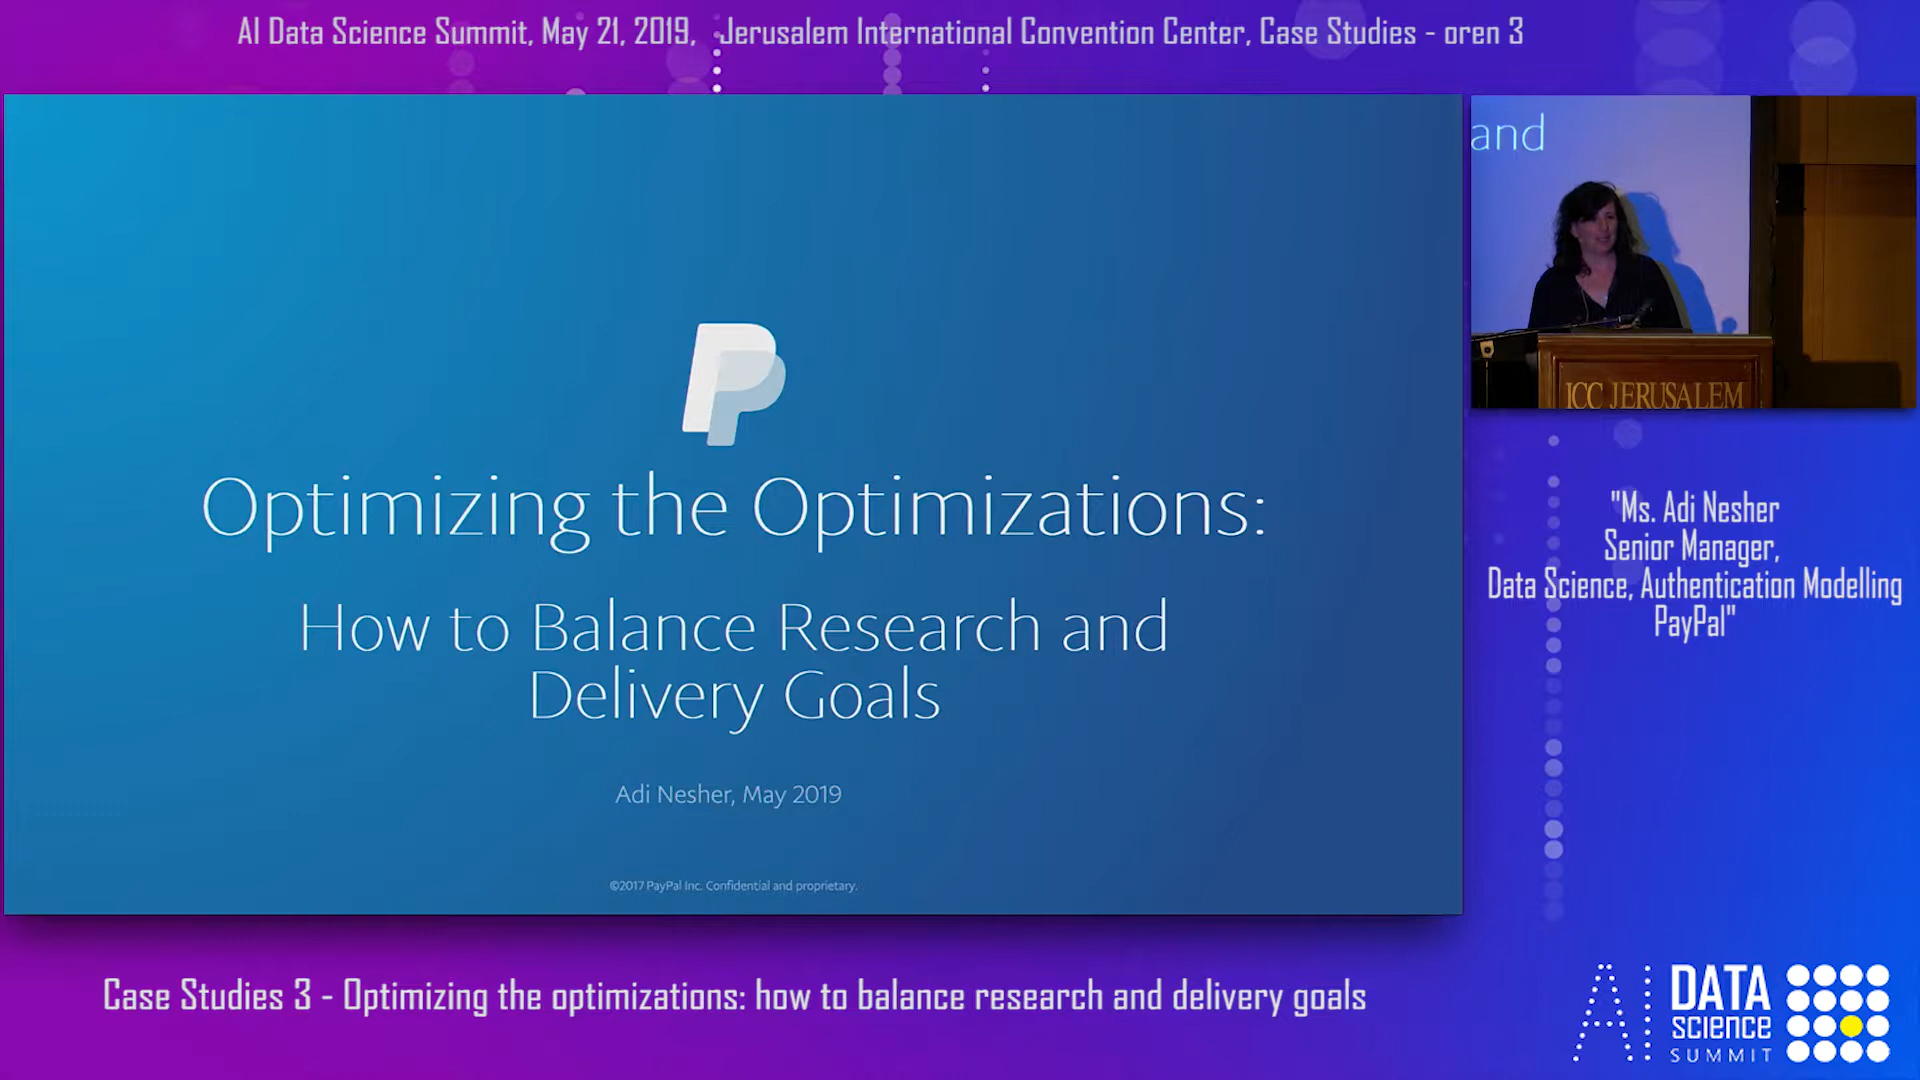 AI Data Science Summit, May 21, 2019, Jerusalem International Convention Center, Case Studies - oren 3
and
ICC JERUSALEM
Optimizing the Optimizations:
How to Balance Research and
Delivery Goals
Adi Nesher, May 2019
©2017 PayPal Inc. Confidential and proprietary.
"Ms. Adi Nesher
Senior Manager,
Data Science, Authentication Modelling
PayPal"
Case Studies 3 - Optimizing the optimizations: how to balance research and delivery goals
AI DATA
SCIENCE
SUMMIT